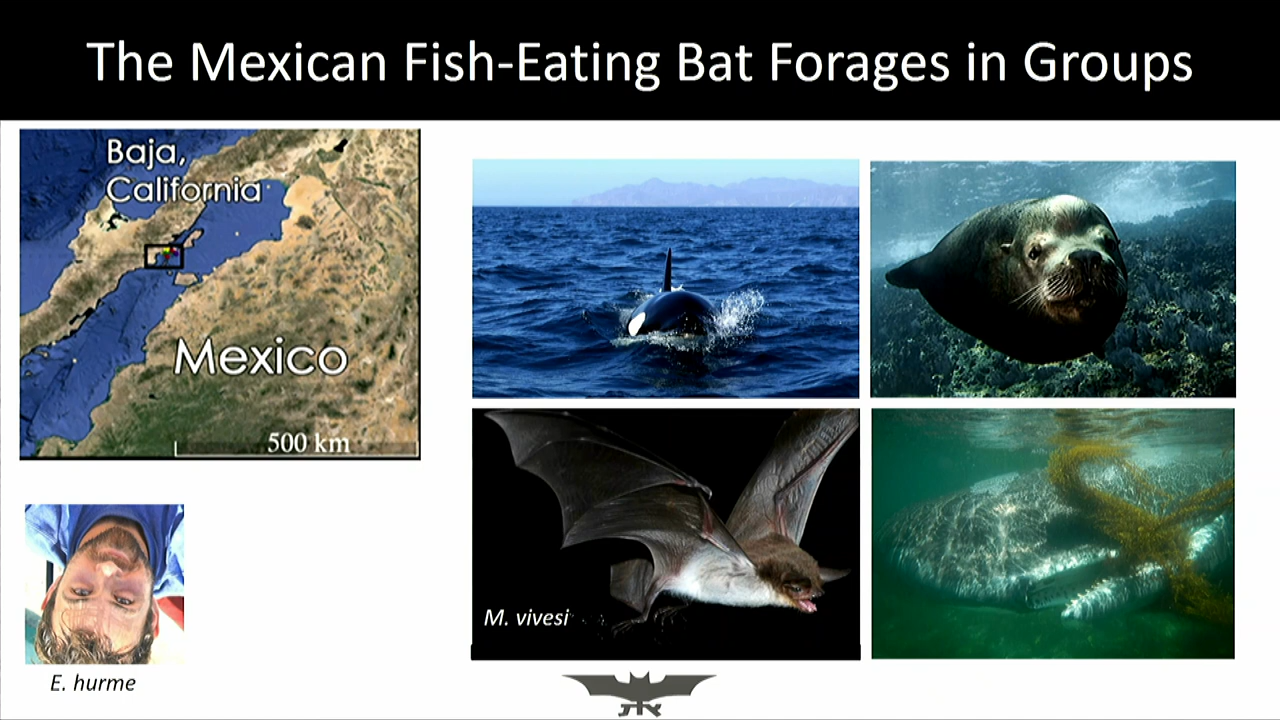 The Mexican Fish-Eating Bat Forages in Groups
Baja,
California
Mexico
500 km
M. vivesi
E. hurme